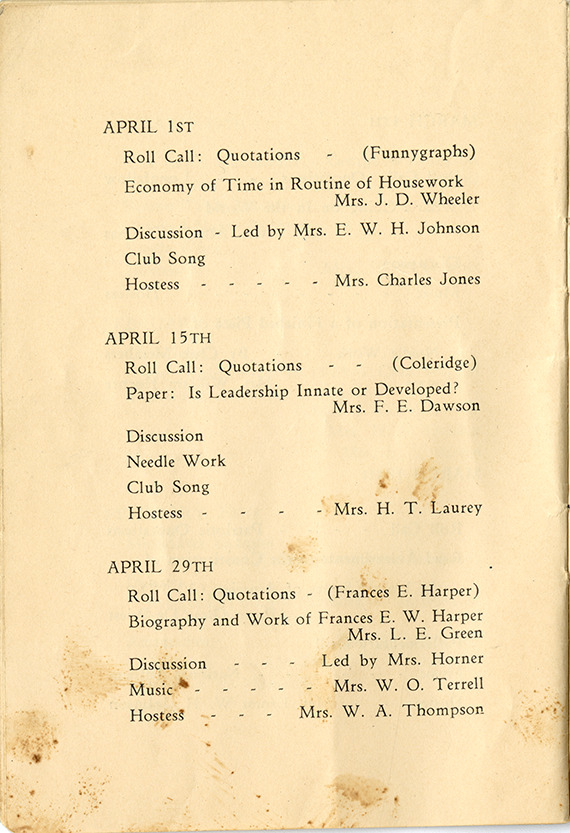 APRIL 1ST
Roll Call: Quotations - (Funnygraphs)
Economy of Time in Routine of Housework
Mrs. J. D. Wheeler
Discussion - Led by Mrs. E. W. H. Johnson
Club Song
Hostess - - - - - Mrs. Charles Jones
APRIL 15TH
Roll Call: Quotations - - (Coleridge)
Paper: Is Leadership Innate or Developed?
Mrs. F. E. Dawson
Discussion
Needle Work
Club Song
Hostess - - - - Mrs. H. T. Laurey
APRIL 29TH
Roll Call: Quotations - (Frances E. Harper)
Biography and Work of Frances E. W. Harper
Mrs. L. E. Green
Discussion - - - Led by Mrs. Horner
Music - - - - - Mrs. W. O. Terrell
Hostess - - - Mrs. W. A. Thompson